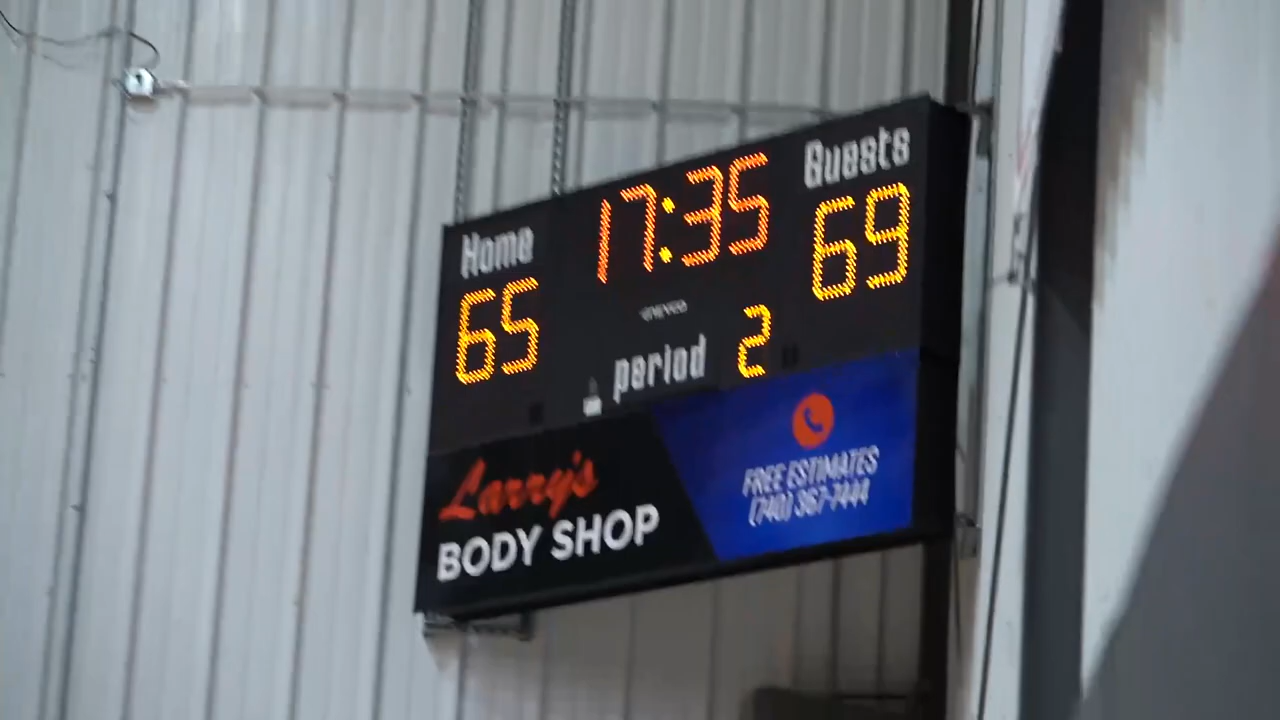 Home
17:35
Guests
65
69
period 2
Larry's
BODY SHOP
FREE ESTIMATES
(740) 367-7444